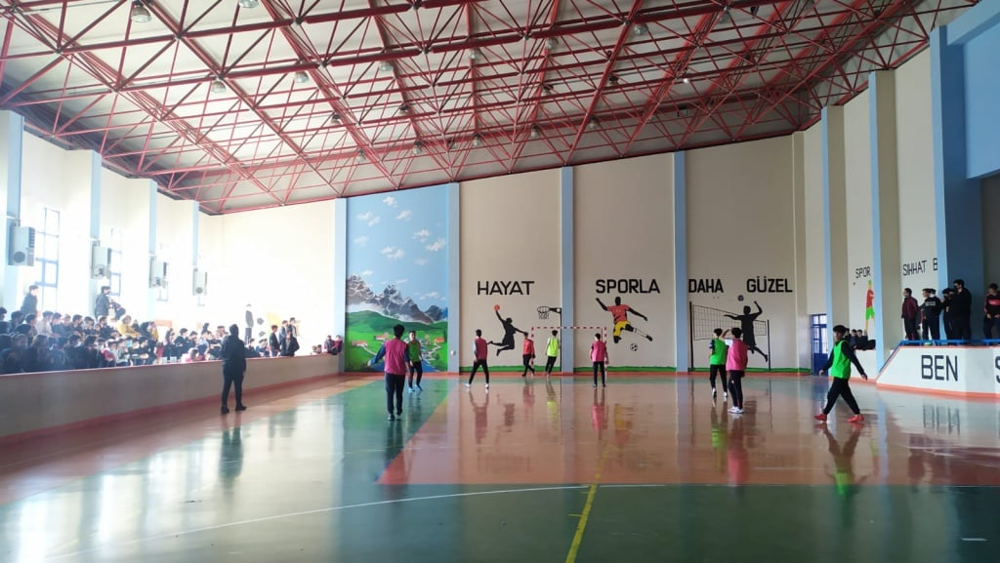 HAYAT SPORLA DAHA GÜZEL
SPOR
SIHHAT B
BEN S